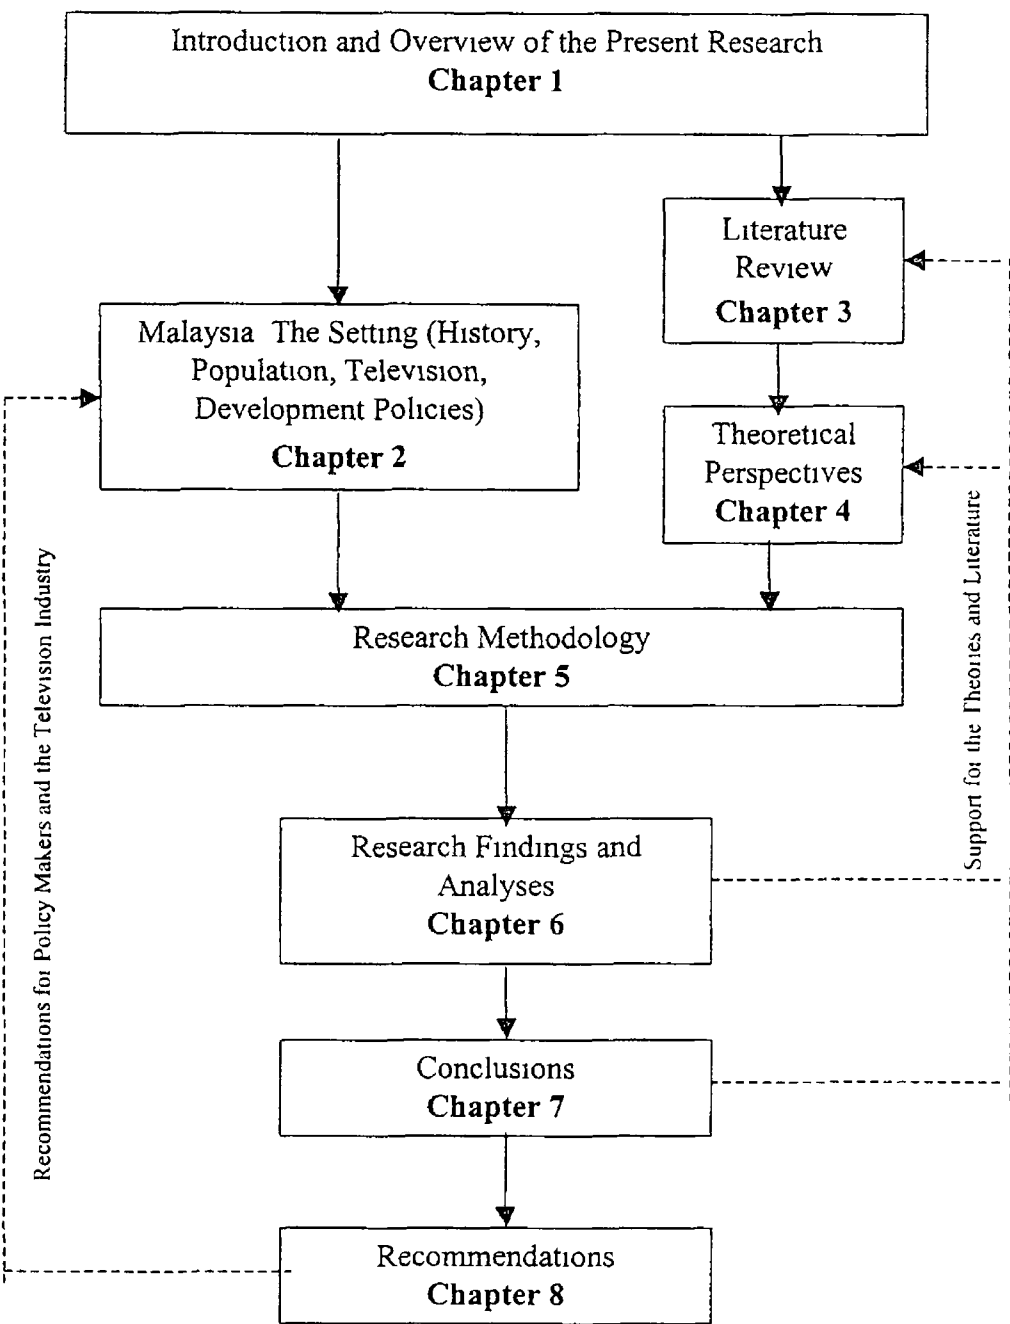 Introduction and Overview of the Present Research
Chapter 1
Literature
Review
Chapter 3
Malaysia The Setting (History,
Population, Television,
Development Policies)
Chapter 2
Theoretical
Perspectives
Chapter 4
Research Methodology
Chapter 5
Research Findings and
Analyses
Chapter 6
Conclusions
Chapter 7
Recommendations
Chapter 8
Recommendations for Policy Makers and the Television Industry
Support for the Theories and Literature